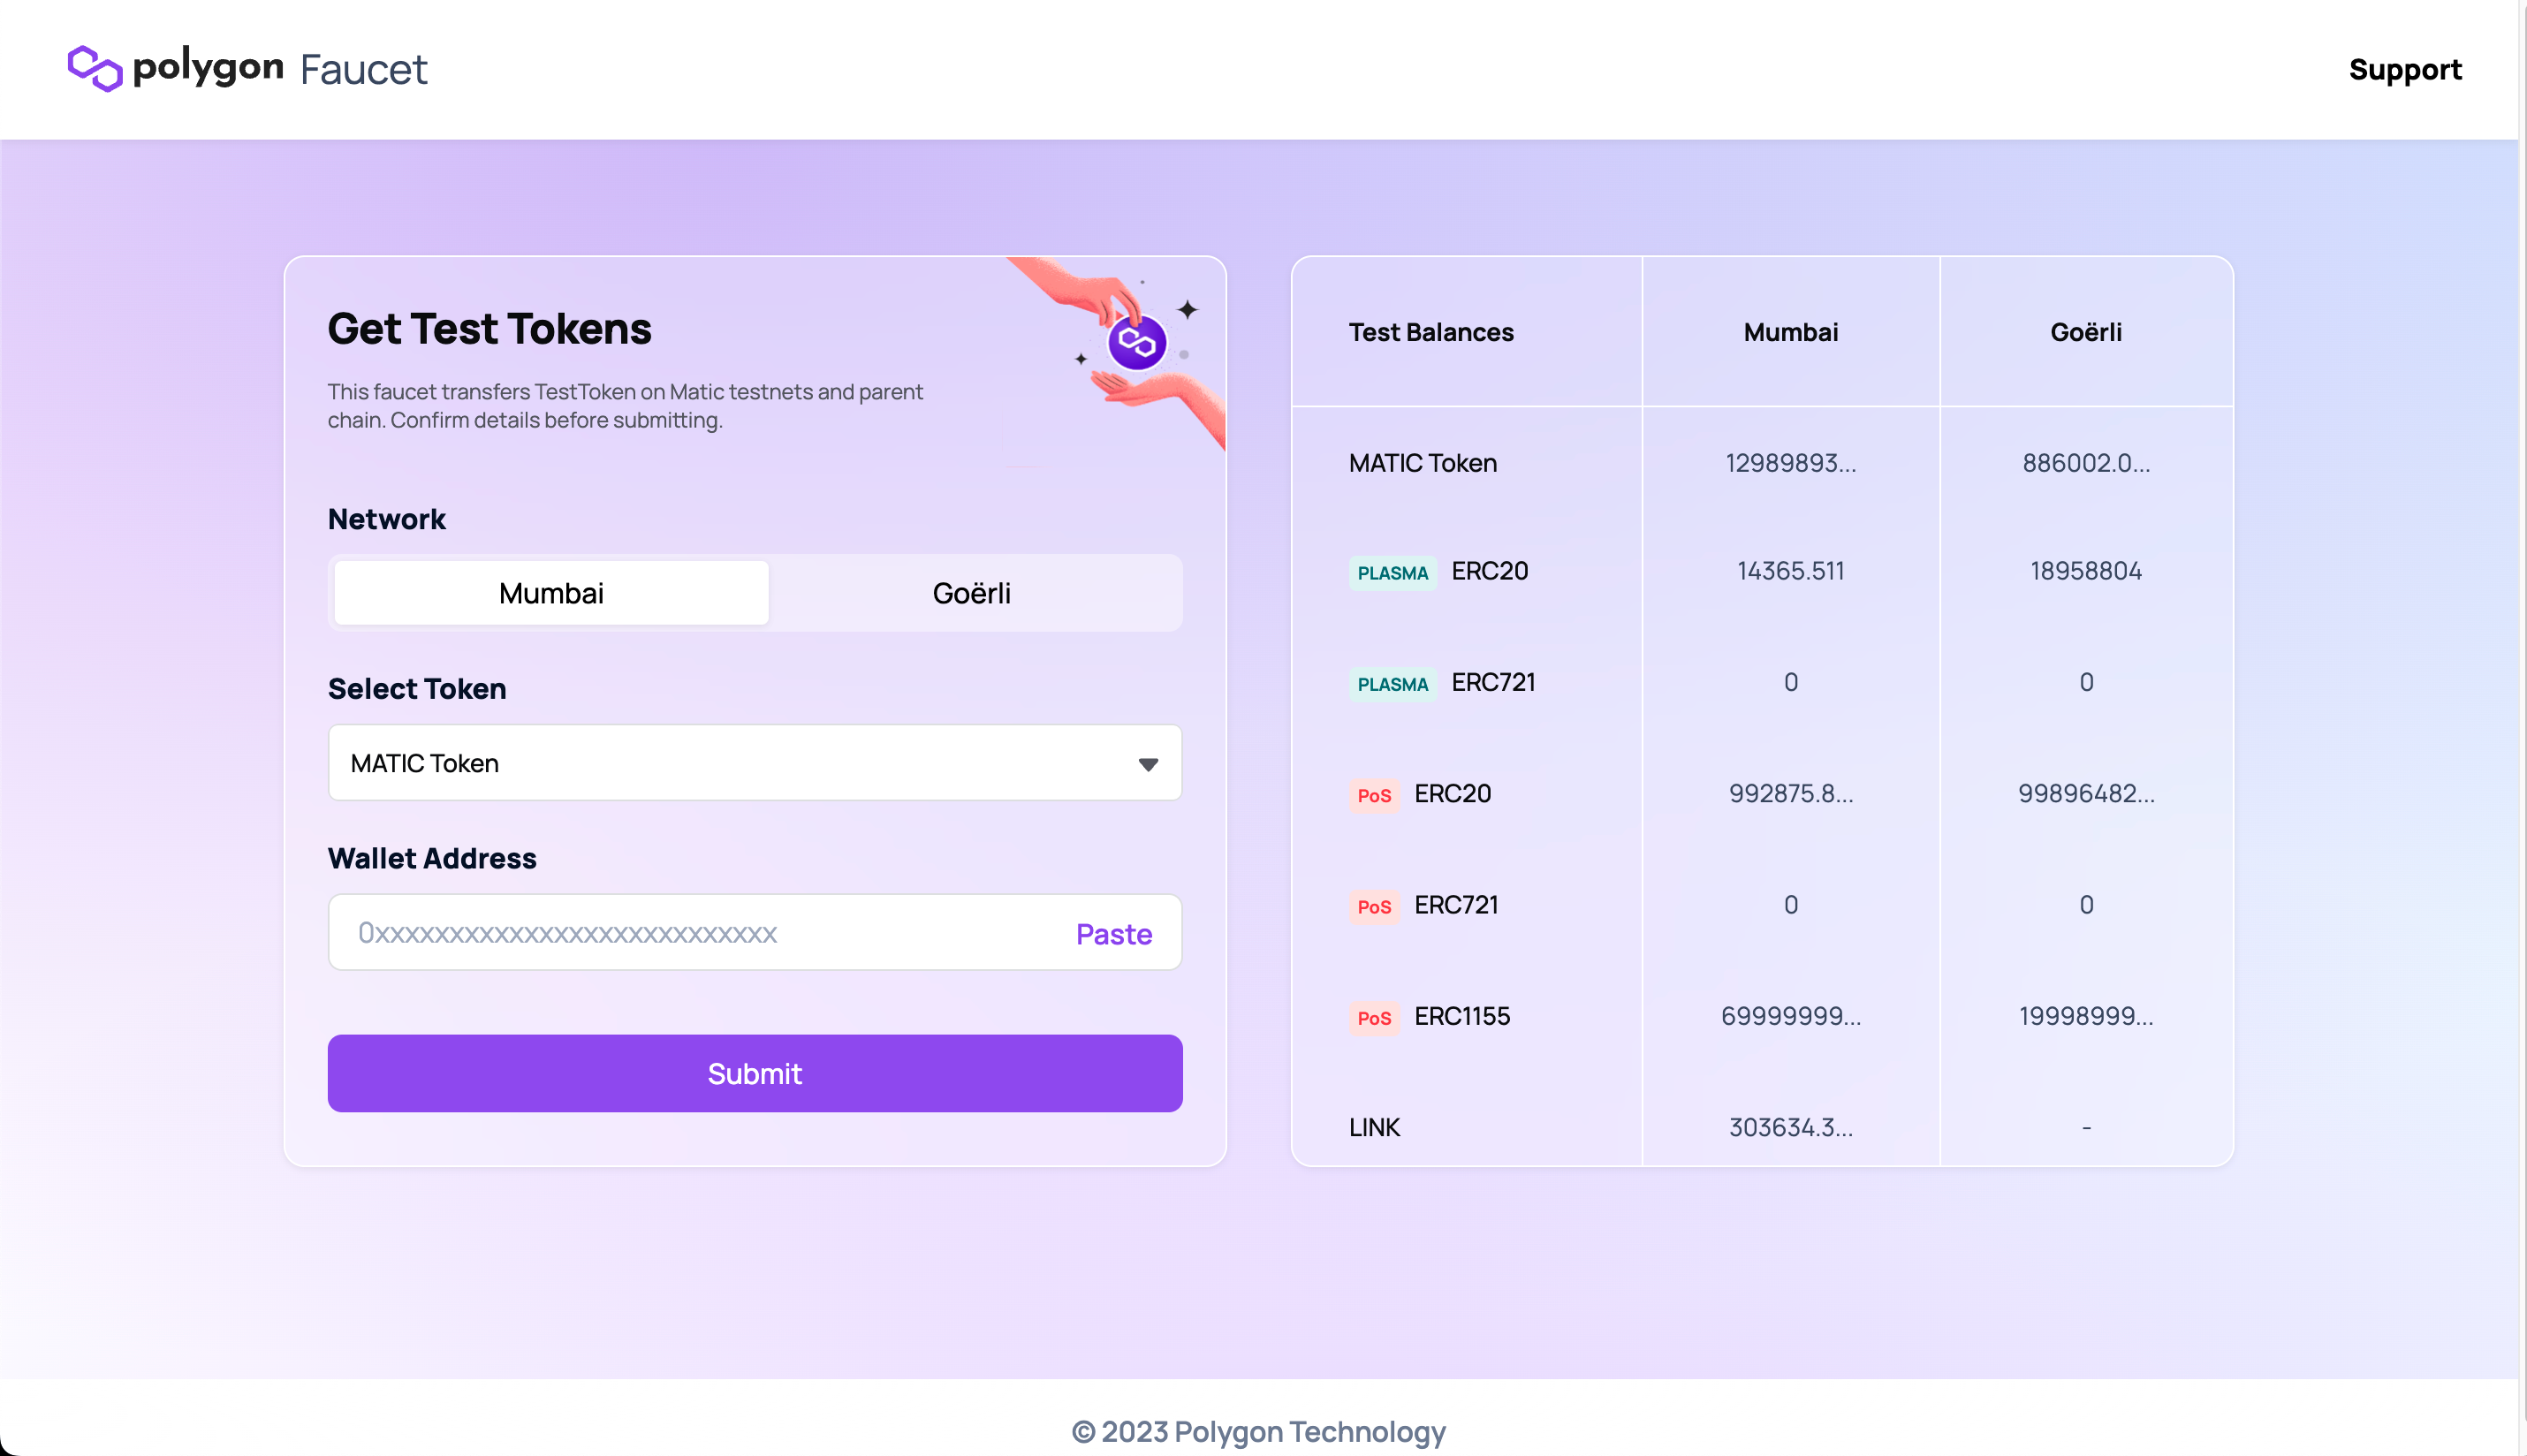 polygon Faucet
Support
Get Test Tokens
This faucet transfers TestToken on Matic testnets and parent
chain. Confirm details before submitting.
Network
Mumbai Goërli
Select Token
MATIC Token
Wallet Address
0xxxxxxxxxxxxxxxxxxxxxxxxxxxx Paste
Submit
Test Balances Mumbai Goërli
MATIC Token 12989893... 886002.0...
PLASMA ERC20 14365.511 18958804
PLASMA ERC721 0 0
PoS ERC20 992875.8... 99896482...
PoS ERC721 0 0
PoS ERC1155 69999999... 19998999...
LINK 303634.3... -
© 2023 Polygon Technology